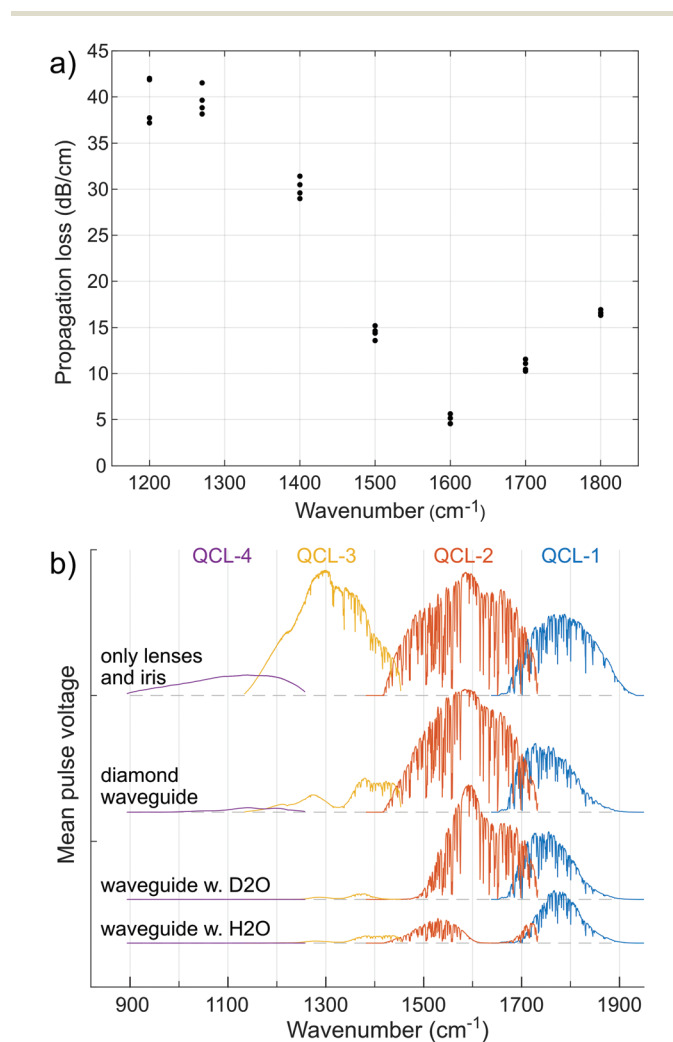 a)
45
40
35
30
25
20
15
10
5
0
Propagation loss (dB/cm)
1200 1300 1400 1500 1600 1700 1800
Wavenumber (cm-1)
b)
QCL-4 QCL-3 QCL-2 QCL-1
only lenses
and iris
diamond
waveguide
waveguide w. D2O
waveguide w. H2O
Mean pulse voltage
900 1100 1300 1500 1700 1900
Wavenumber (cm-1)